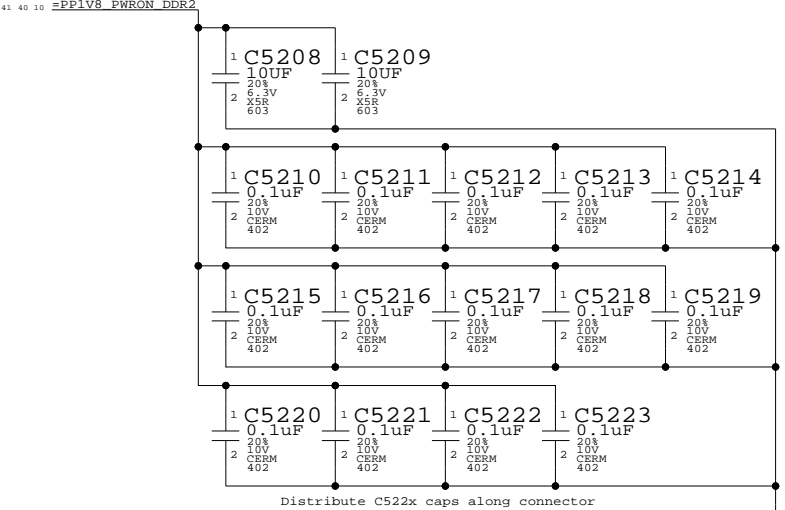 41 40 10 =PP1V8_PWRON_DDR2
1 C5208 1 C5209
10UF 10UF
20% 20%
6.3V 6.3V
2 X5R 2 X5R
603 603
1 C5210 1 C5211 1 C5212 1 C5213 1 C5214
0.1uF 0.1uF 0.1uF 0.1uF 0.1uF
20% 20% 20% 20% 20%
2 10V 2 10V 2 10V 2 10V 2 10V
CERM CERM CERM CERM CERM
402 402 402 402 402
1 C5215 1 C5216 1 C5217 1 C5218 1 C5219
0.1uF 0.1uF 0.1uF 0.1uF 0.1uF
20% 20% 20% 20% 20%
2 10V 2 10V 2 10V 2 10V 2 10V
CERM CERM CERM CERM CERM
402 402 402 402 402
1 C5220 1 C5221 1 C5222 1 C5223
0.1uF 0.1uF 0.1uF 0.1uF
20% 20% 20% 20%
2 10V 2 10V 2 10V 2 10V
CERM CERM CERM CERM
402 402 402 402
Distribute C522x caps along connector